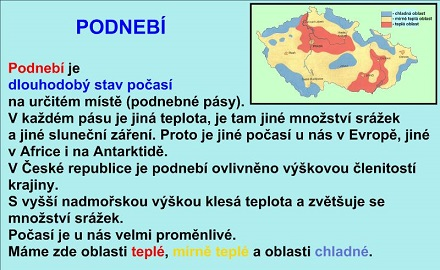 PODNEBÍ
- chladná oblast
- mírně teplá oblast
- teplá oblast
Podnebí je
dlouhodobý stav počasí
na určitém místě (podnebné pásy).
V každém pásu je jiná teplota, je tam jiné množství srážek
a jiné sluneční záření. Proto je jiné počasí u nás v Evropě, jiné
v Africe i na Antarktidě.
V České republice je podnebí ovlivněno výškovou členitostí
krajiny.
S vyšší nadmořskou výškou klesá teplota a zvětšuje se
množství srážek.
Počasí je u nás velmi proměnlivé.
Máme zde oblasti teplé, mírně teplé a oblasti chladné.